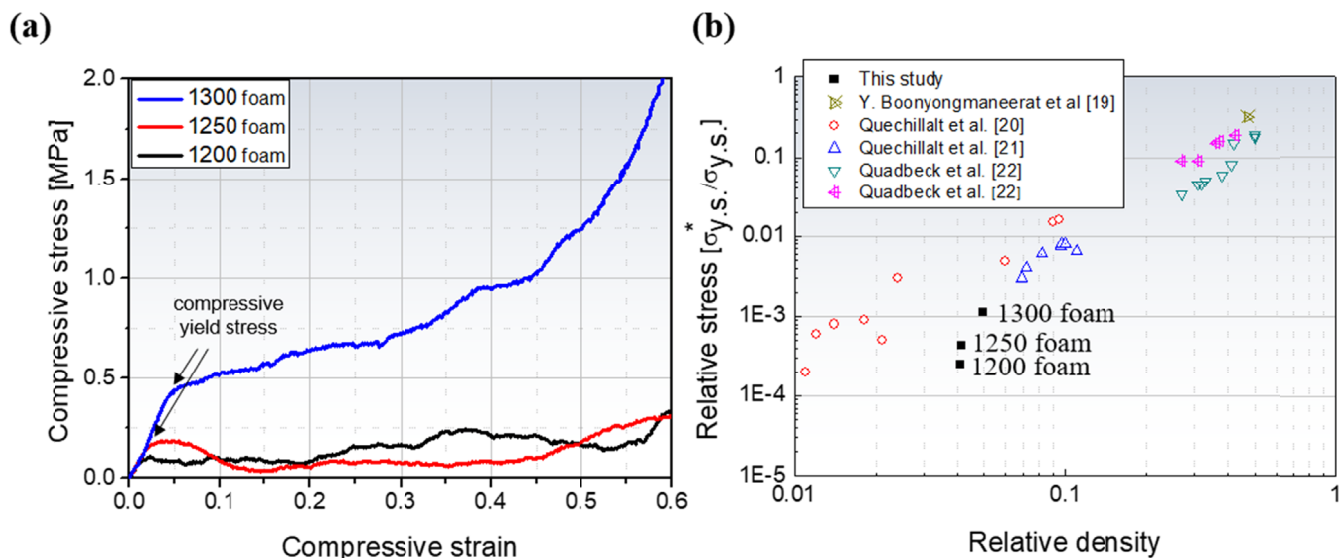 (a)
Compressive stress [MPa]
2.0
1.5
1.0
0.5
0.0
1300 foam
1250 foam
1200 foam
compressive
yield stress
0.0 0.1 0.2 0.3 0.4 0.5 0.6
Compressive strain
(b)
Relative stress [σ*y.s./σy.s.]
1
0.1
0.01
1E-3
1E-4
1E-5
This study
Y. Boonyongmaneerat et al [19]
Quechillalt et al. [20]
Quechillalt et al. [21]
Quadbeck et al. [22]
Quadbeck et al. [22]
1300 foam
1250 foam
1200 foam
0.01 0.1 1
Relative density